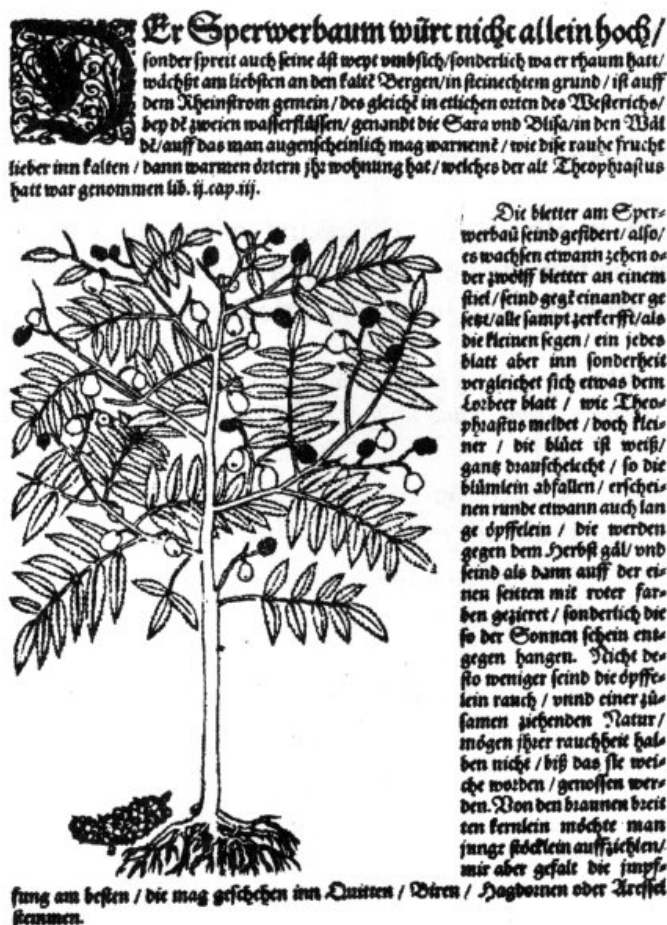 DEr Sperwerbaum würt nicht allein hoch/
sonder spreit auch seine äst weyt vmbsich/sonderlich wa er rhaum hatt/
wächßt am liebsten an den kaltē Bergen/in steinechtem grund/ist auff
dem Rheinstrom gemein/des gleichē in etlichen orten des Westerichs/
bey dē zweien wasserflüssen/genandt die Sara vnd Blisa/in den Wäl
dē/auff das man augenscheinlich mag warnemē/wie dise rauhe frucht
lieber inn kalten/dann warmen örtern jhr wohnung hat/welches der alt Theophrastus
hatt war genommen lib. ij.cap.iij.
Die bletter am Sper-
werbaū seind gefidert/also/
es wachsen etwann zehen o-
der zwölff bletter an einem
stiel/seind gegē einander ge
setzt/alle sampt zerkerfft/als
die kleinen segen/ein jedes
blatt aber inn sonderheit
vergleichet sich etwas dem
Lorbeer blatt/wie Theo-
phrastus meldet/doch klei-
ner/die blüet ist weiß/
gantz drauschelecht/so die
blümlein abfallen/erschei-
nen runde etwann auch lan
ge öpffelein/die werden
gegen dem Herbst gäl/vnd
seind als dann auff der ei-
nen seitten mit roter far-
ben gezieret/sonderlich die
so der Sonnen schein ent-
gegen hangen. Nicht de-
sto weniger seind die öpffe-
lein rauch/vnnd einer zů-
samen ziehenden Natur/
mögen jhrer rauchheit hal-
ben nicht/biß das sie wei-
che worden/genossen wer-
den. Von den braunen breit
ten kernlein möchte man
junge stöcklein auffziehlen/
mir aber gefalt die jmpf-
fung am besten/die mag geschehen inn Quitten/Biren/Hagdornen oder Areffel
stemmen.